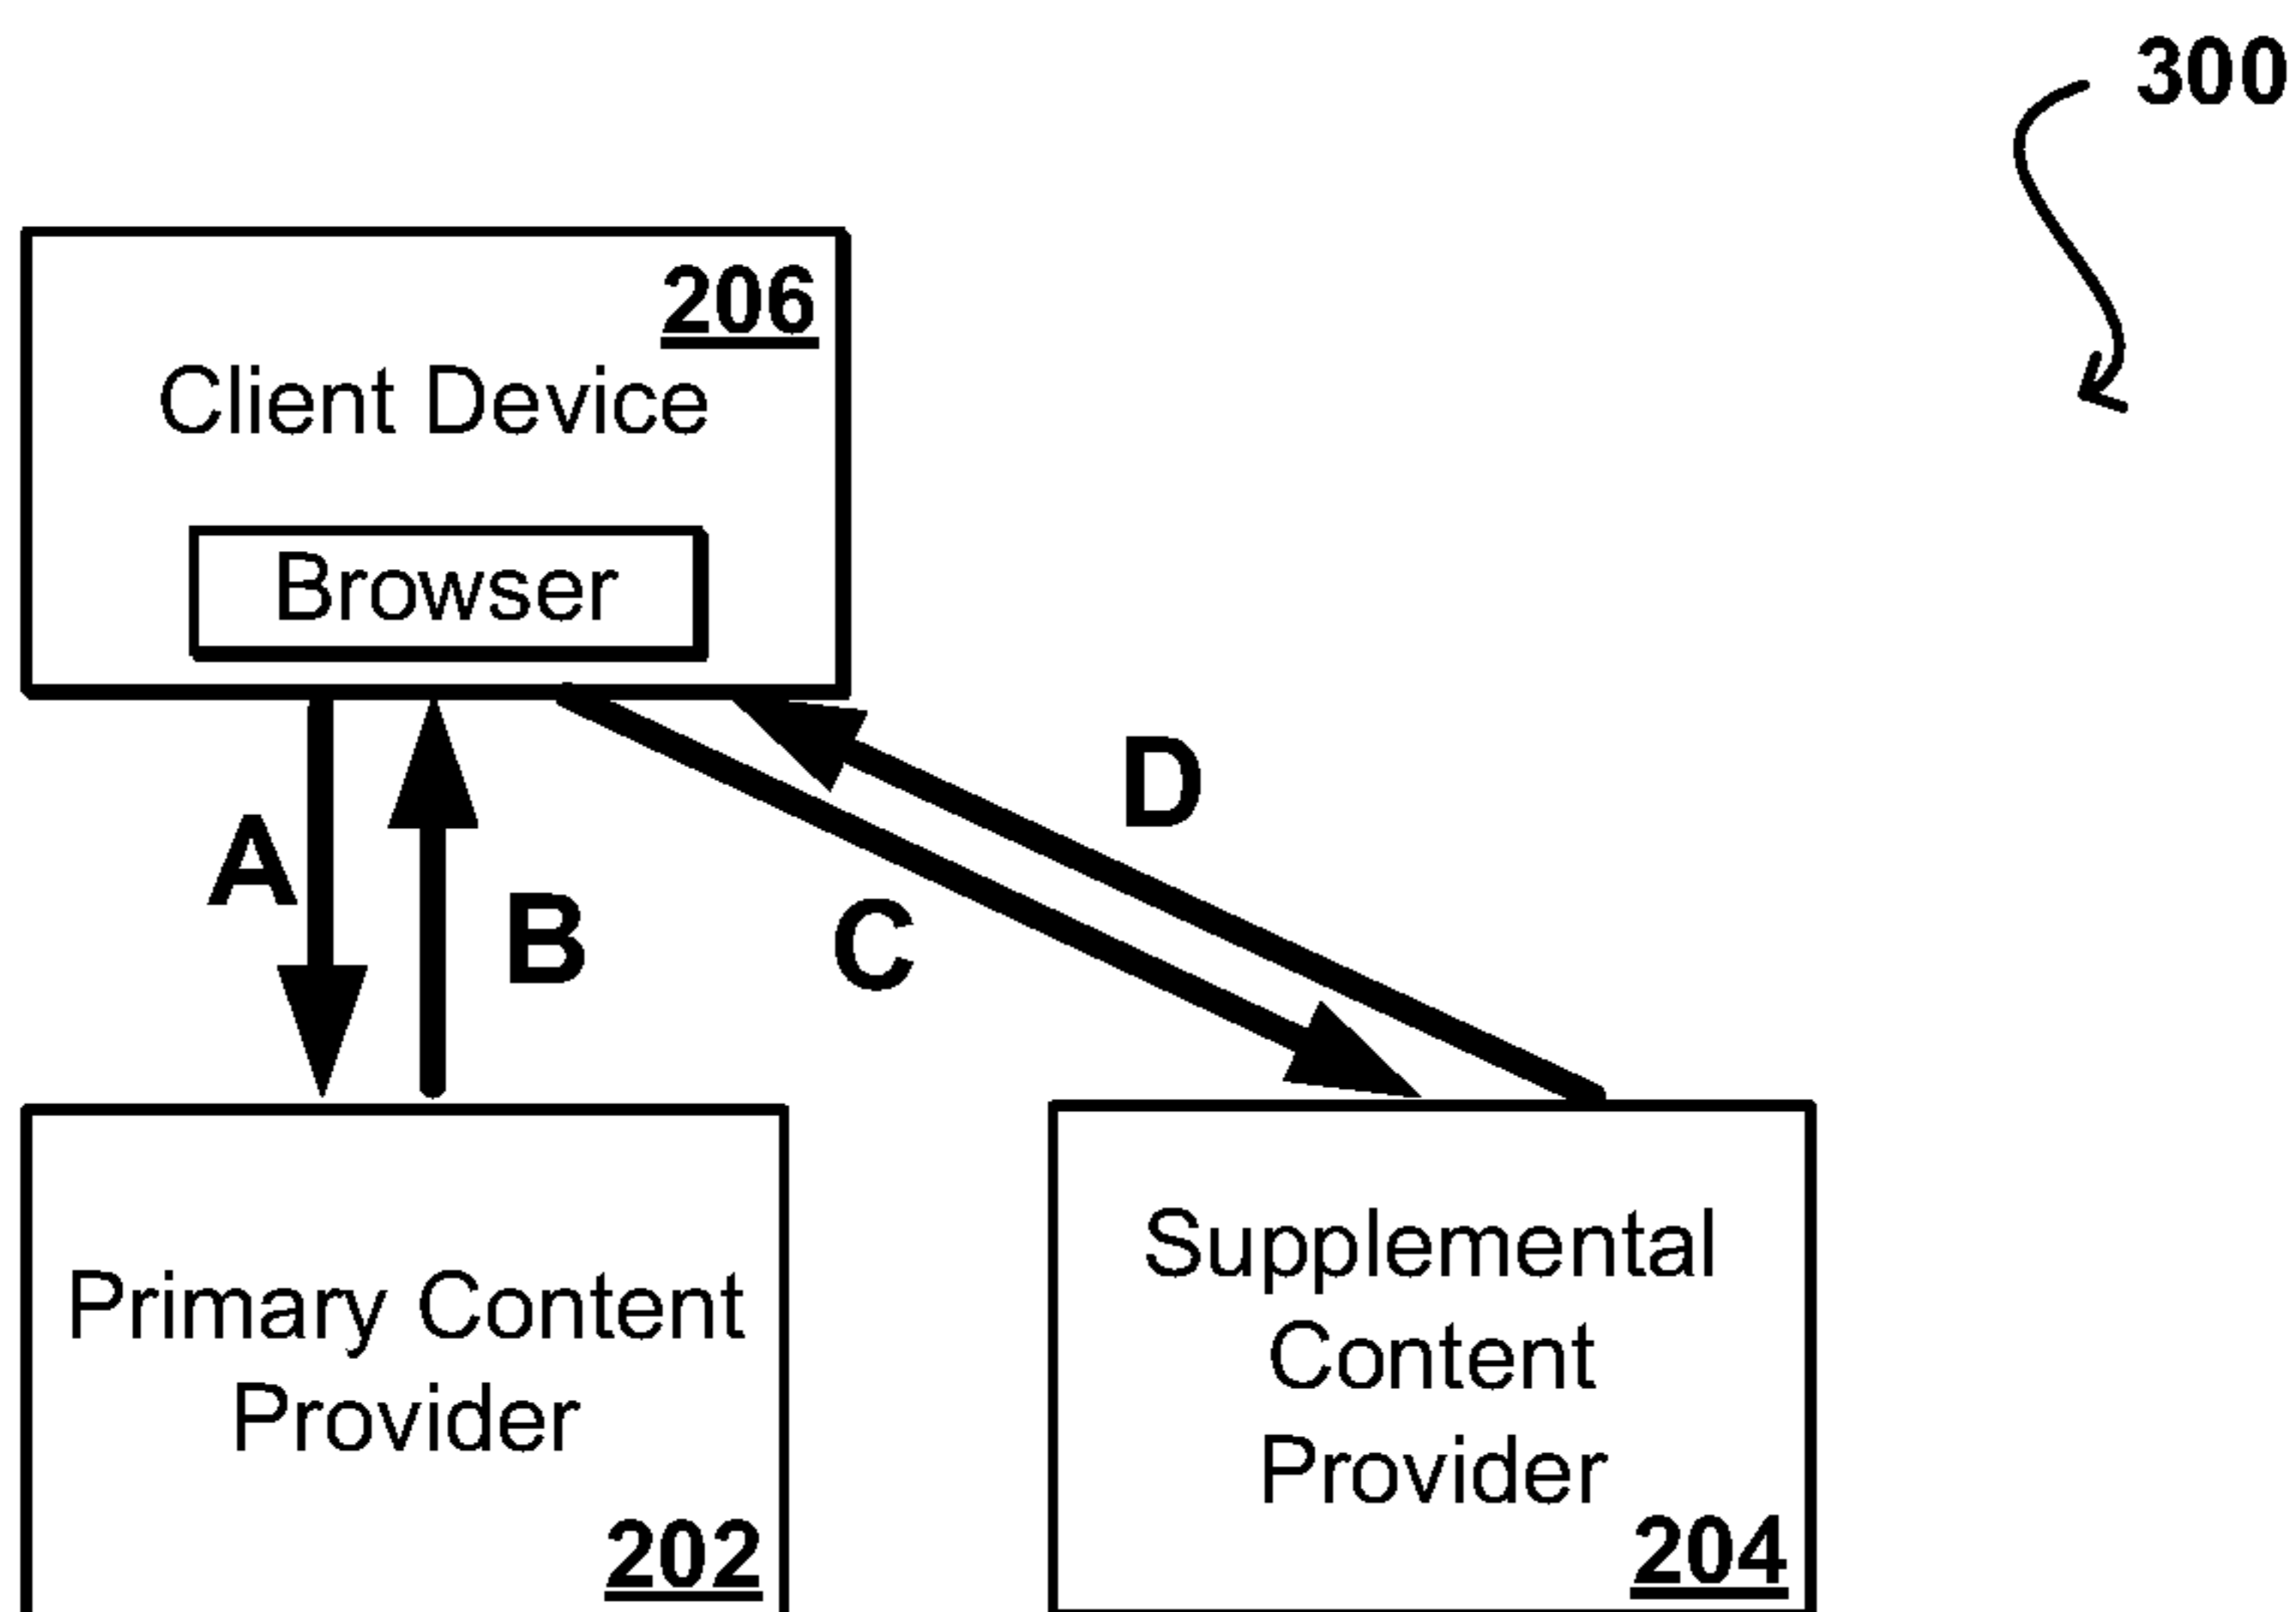 300
206
Client Device
Browser
A
B
C
D
Primary Content
Provider
202
Supplemental
Content
Provider
204